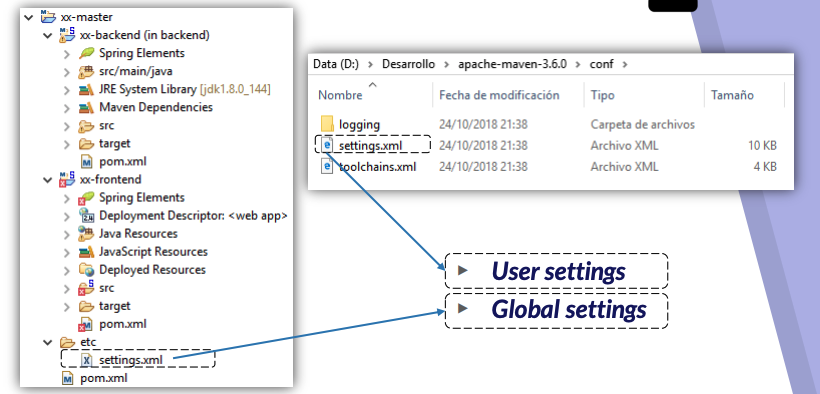 xx-master
xx-backend (in backend)
Spring Elements
src/main/java
JRE System Library [jdk1.8.0_144]
Maven Dependencies
src
target
pom.xml
xx-frontend
Spring Elements
Deployment Descriptor: <web app>
Java Resources
JavaScript Resources
Deployed Resources
src
target
pom.xml
etc
settings.xml
pom.xml
Data (D:) > Desarrollo > apache-maven-3.6.0 > conf >
Nombre Fecha de modificación Tipo Tamaño
logging 24/10/2018 21:38 Carpeta de archivos
settings.xml 24/10/2018 21:38 Archivo XML 10 KB
toolchains.xml 24/10/2018 21:38 Archivo XML 4 KB
User settings
Global settings